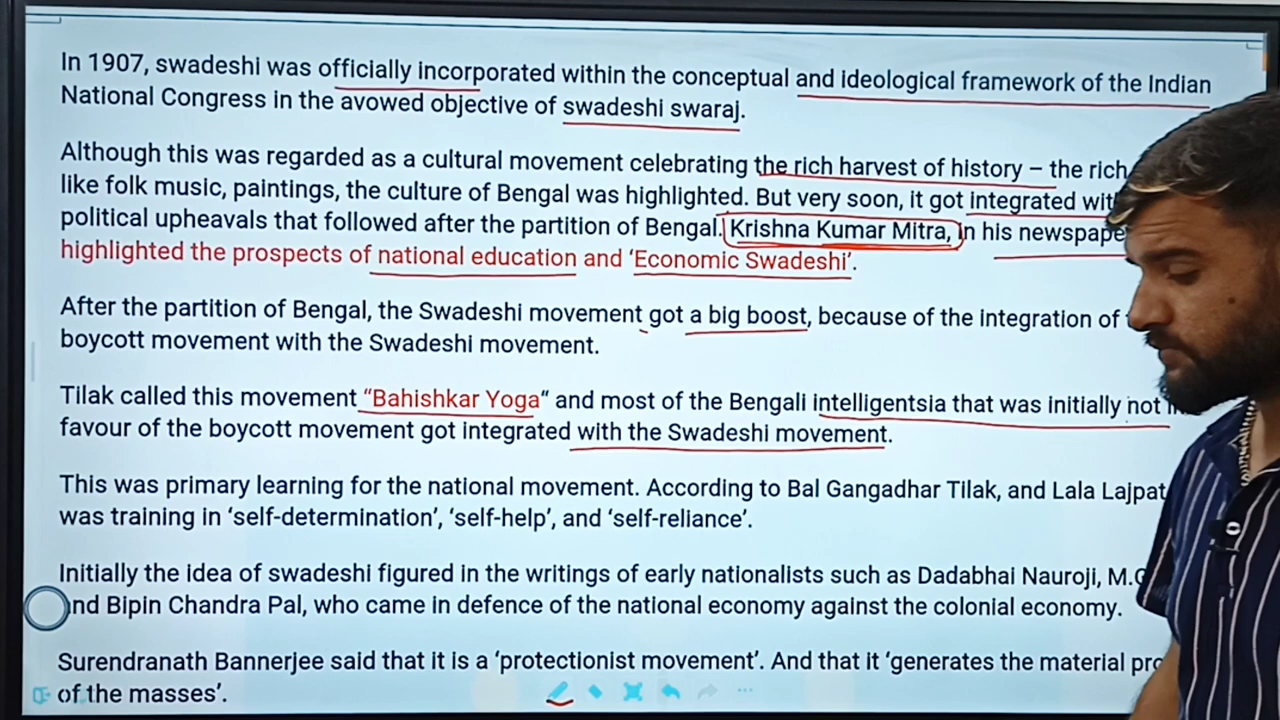 In 1907, swadeshi was officially incorporated within the conceptual and ideological framework of the Indian
National Congress in the avowed objective of swadeshi swaraj.
Although this was regarded as a cultural movement celebrating the rich harvest of history – the rich
like folk music, paintings, the culture of Bengal was highlighted. But very soon, it got integrated
political upheavals that followed after the partition of Bengal. Krishna Kumar Mitra, in his
highlighted the prospects of national education and ‘Economic Swadeshi’.
After the partition of Bengal, the Swadeshi movement got a big boost, because of the integration of
boycott movement with the Swadeshi movement.
Tilak called this movement “Bahishkar Yoga“ and most of the Bengali intelligentsia that was initially not
favour of the boycott movement got integrated with the Swadeshi movement.
This was primary learning for the national movement. According to Bal Gangadhar Tilak, and Lala Lajpat
was training in ‘self-determination’, ‘self-help’, and ‘self-reliance’.
Initially the idea of swadeshi figured in the writings of early nationalists such as Dadabhai Nauroji,
and Bipin Chandra Pal, who came in defence of the national economy against the colonial economy.
Surendranath Bannerjee said that it is a ‘protectionist movement’. And that it ‘generates the material
of the masses’.